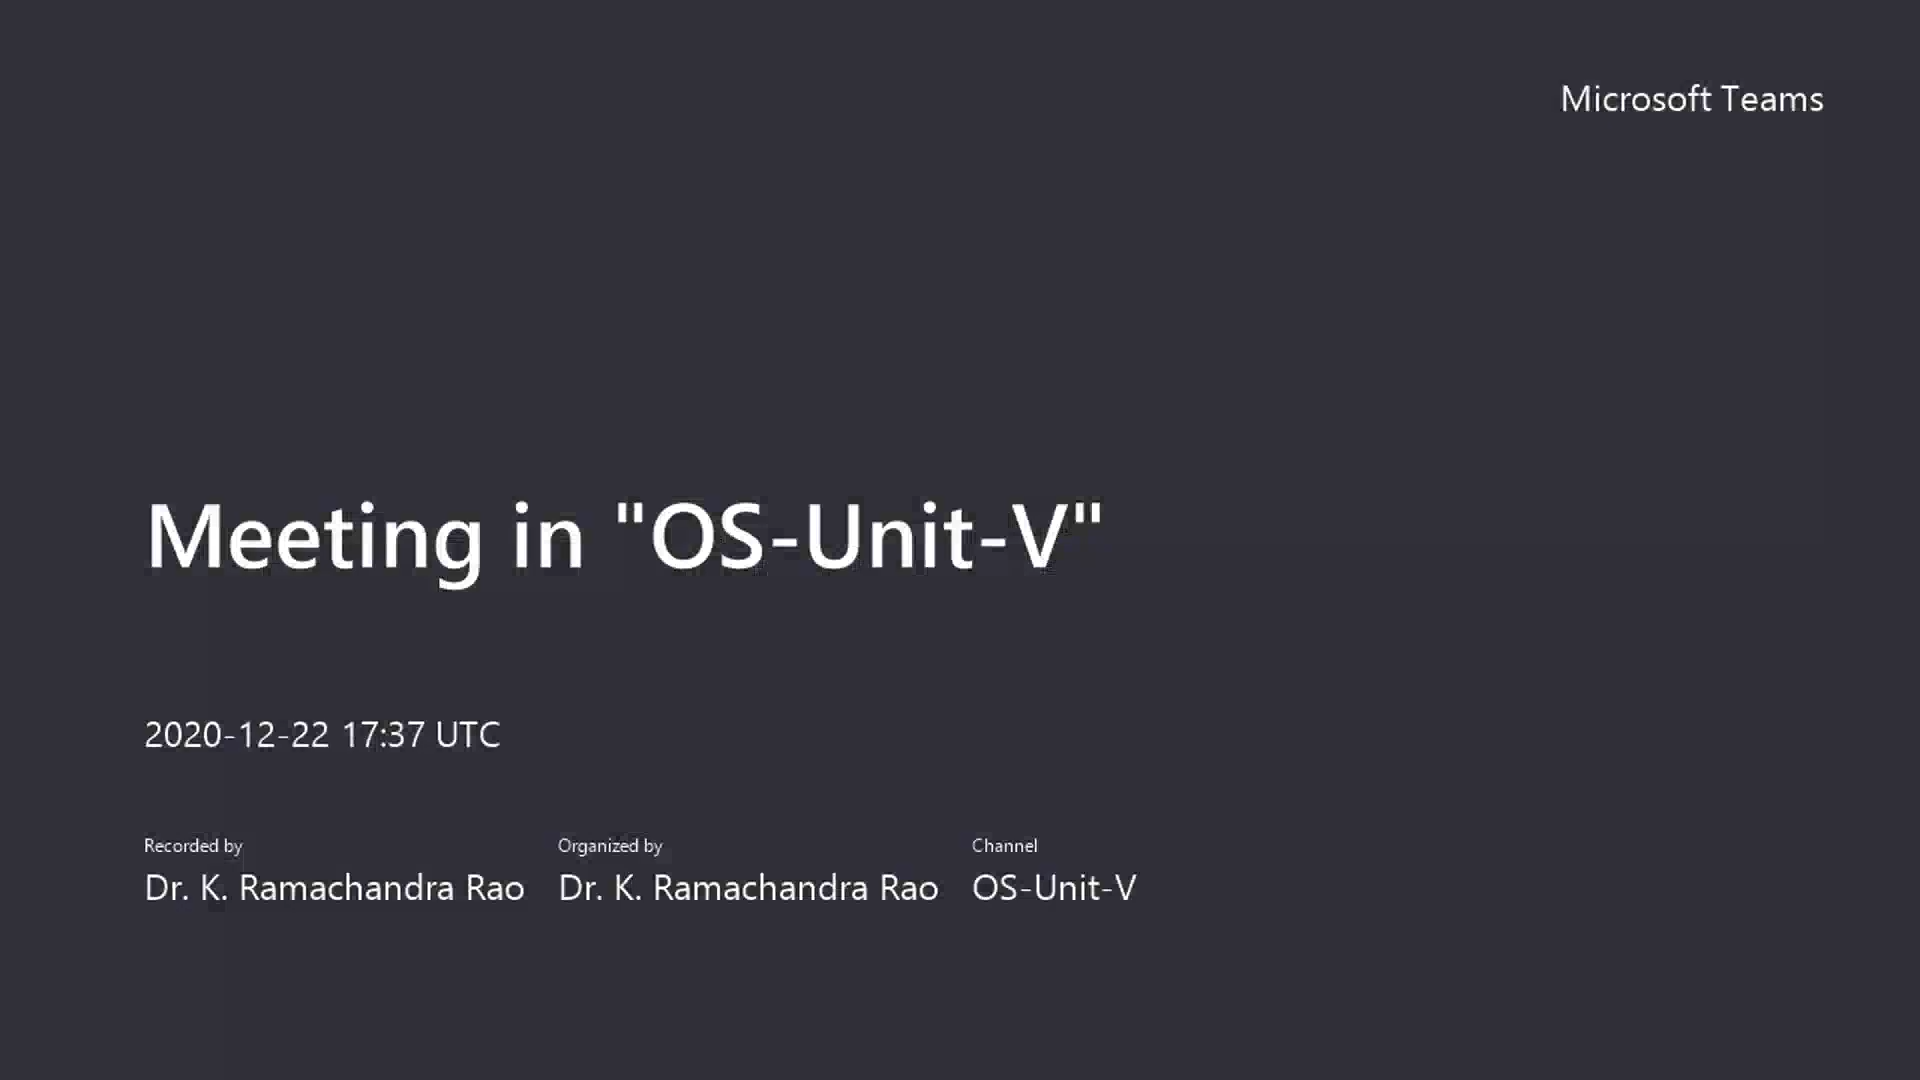 Microsoft Teams
Meeting in "OS-Unit-V"
2020-12-22 17:37 UTC
Recorded by Organized by Channel
Dr. K. Ramachandra Rao Dr. K. Ramachandra Rao OS-Unit-V